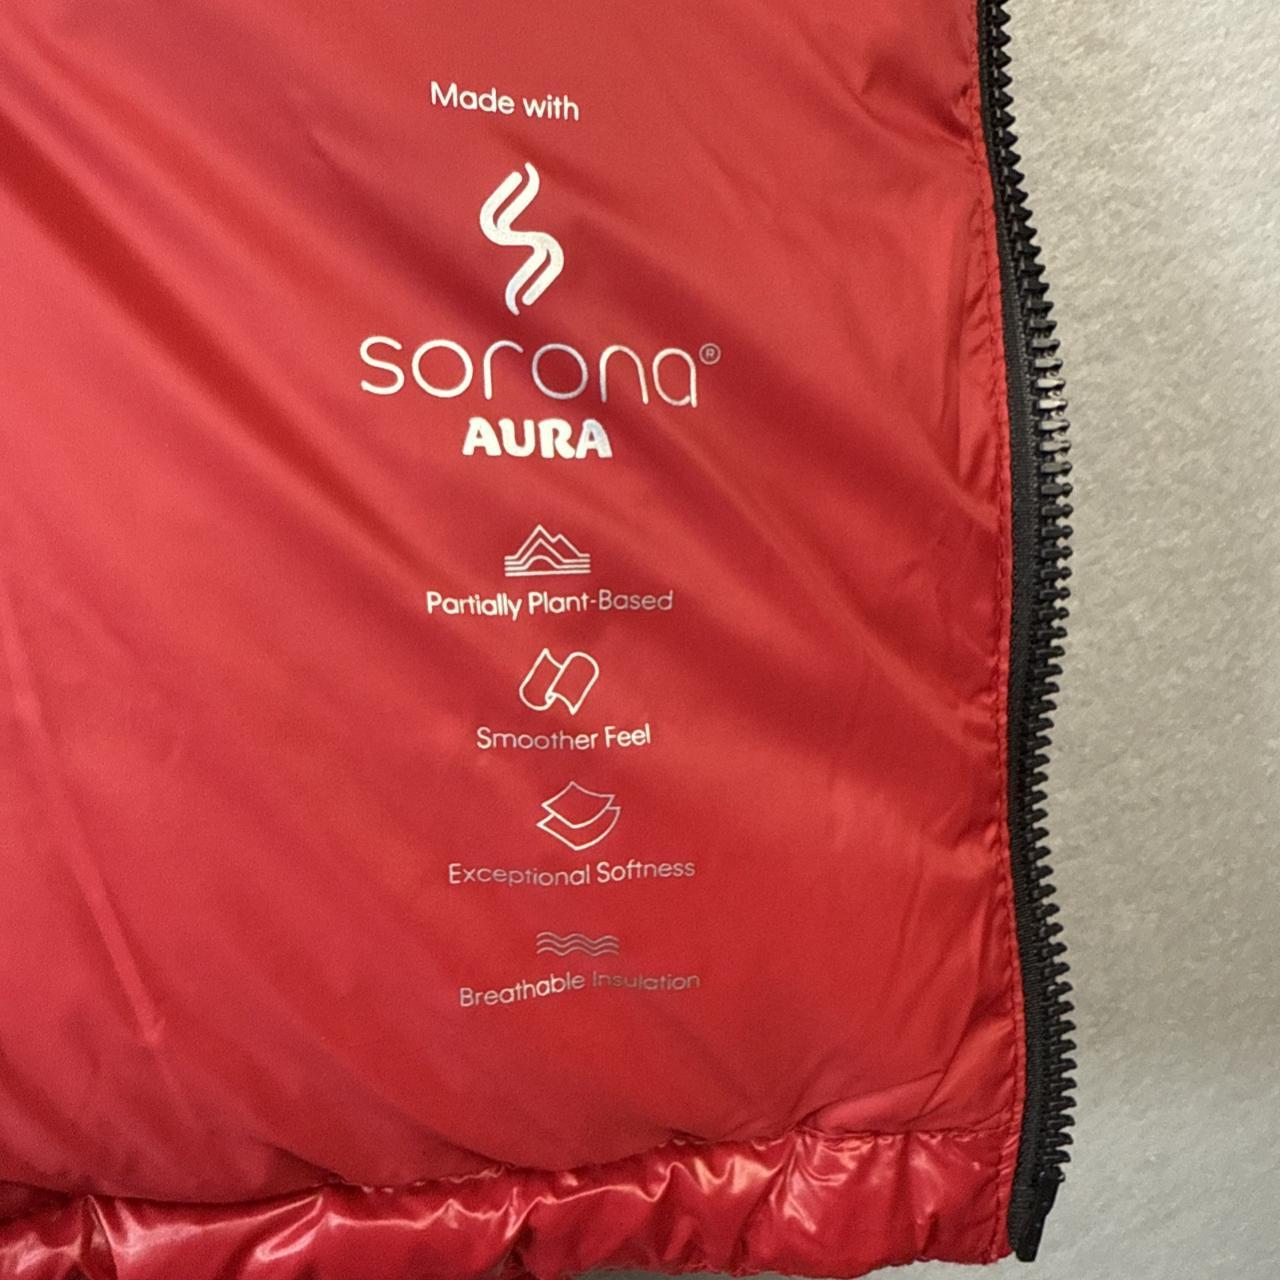 Made with
sorona®
AURA
Partially Plant-Based
Smoother Feel
Exceptional Softness
Breathable Insulation